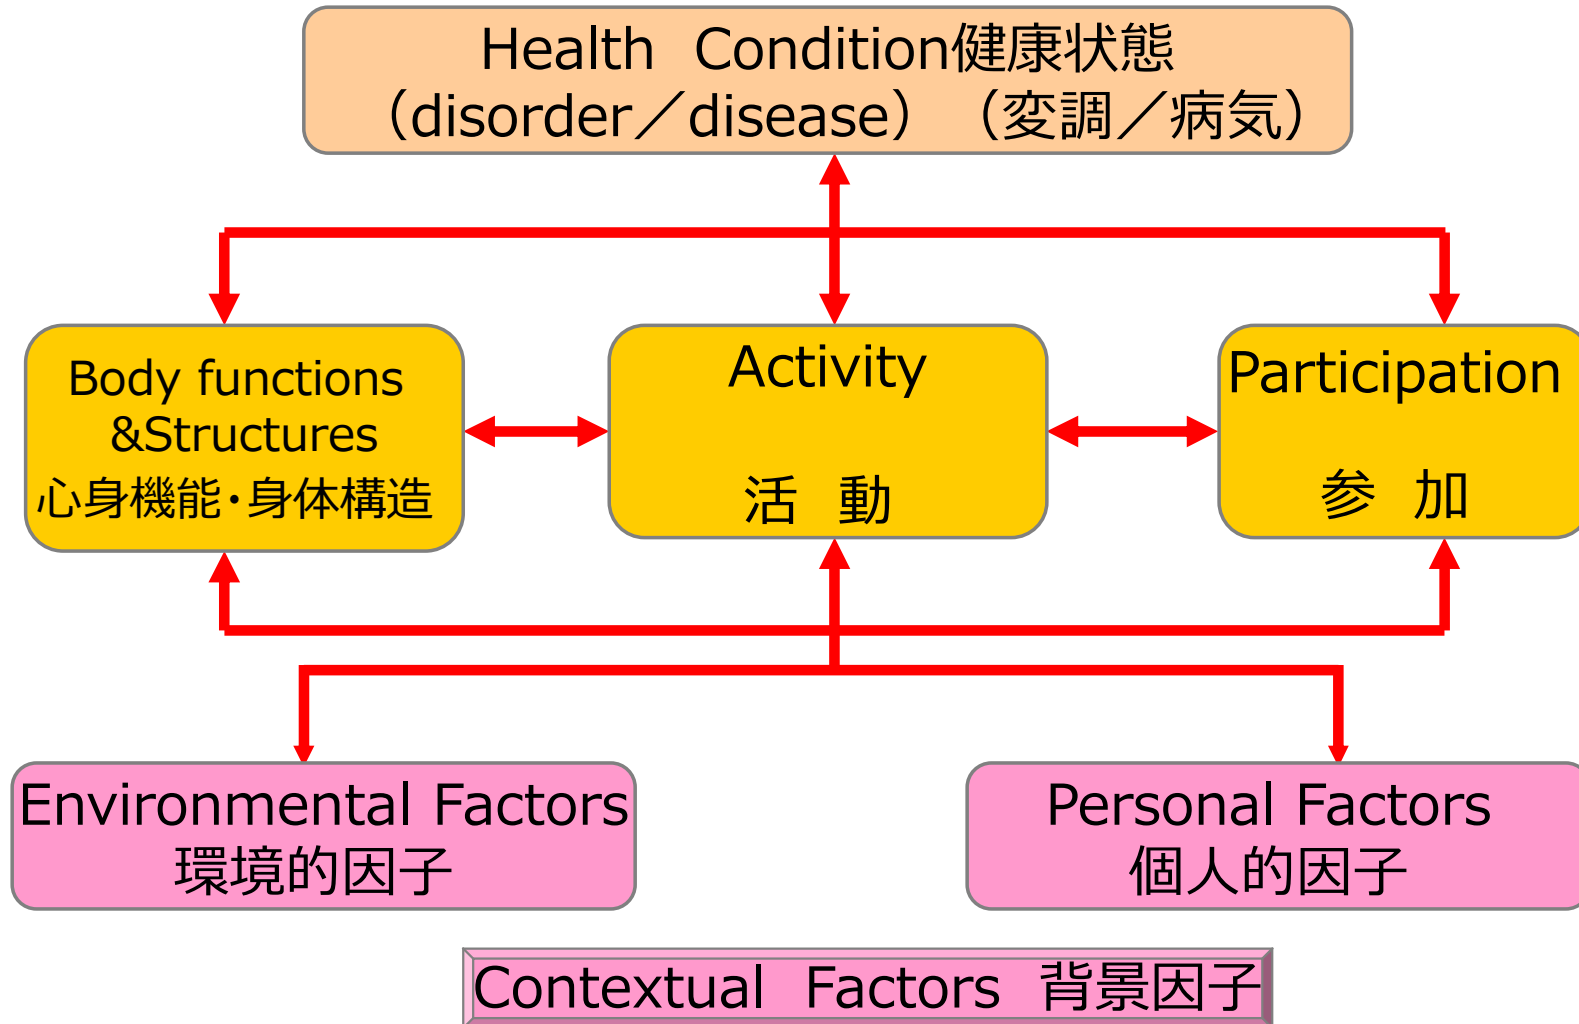 Health Condition健康状態
（disorder／disease）（変調／病気）
Body functions
&Structures
心身機能・身体構造
Activity
活 動
Participation
参 加
Environmental Factors
環境的因子
Personal Factors
個人的因子
Contextual Factors 背景因子